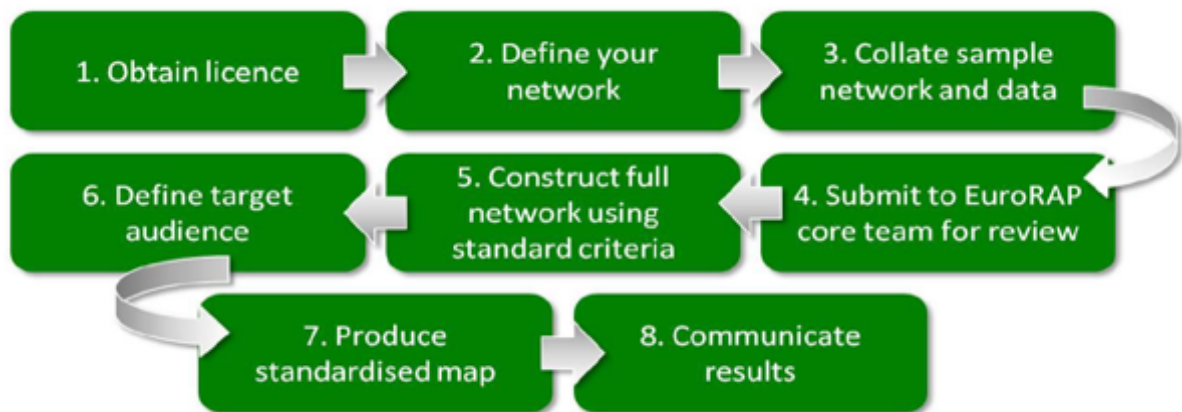 1. Obtain licence
2. Define your
network
3. Collate sample
network and data
4. Submit to EuroRAP
core team for review
5. Construct full
network using
standard criteria
6. Define target
audience
7. Produce
standardised map
8. Communicate
results